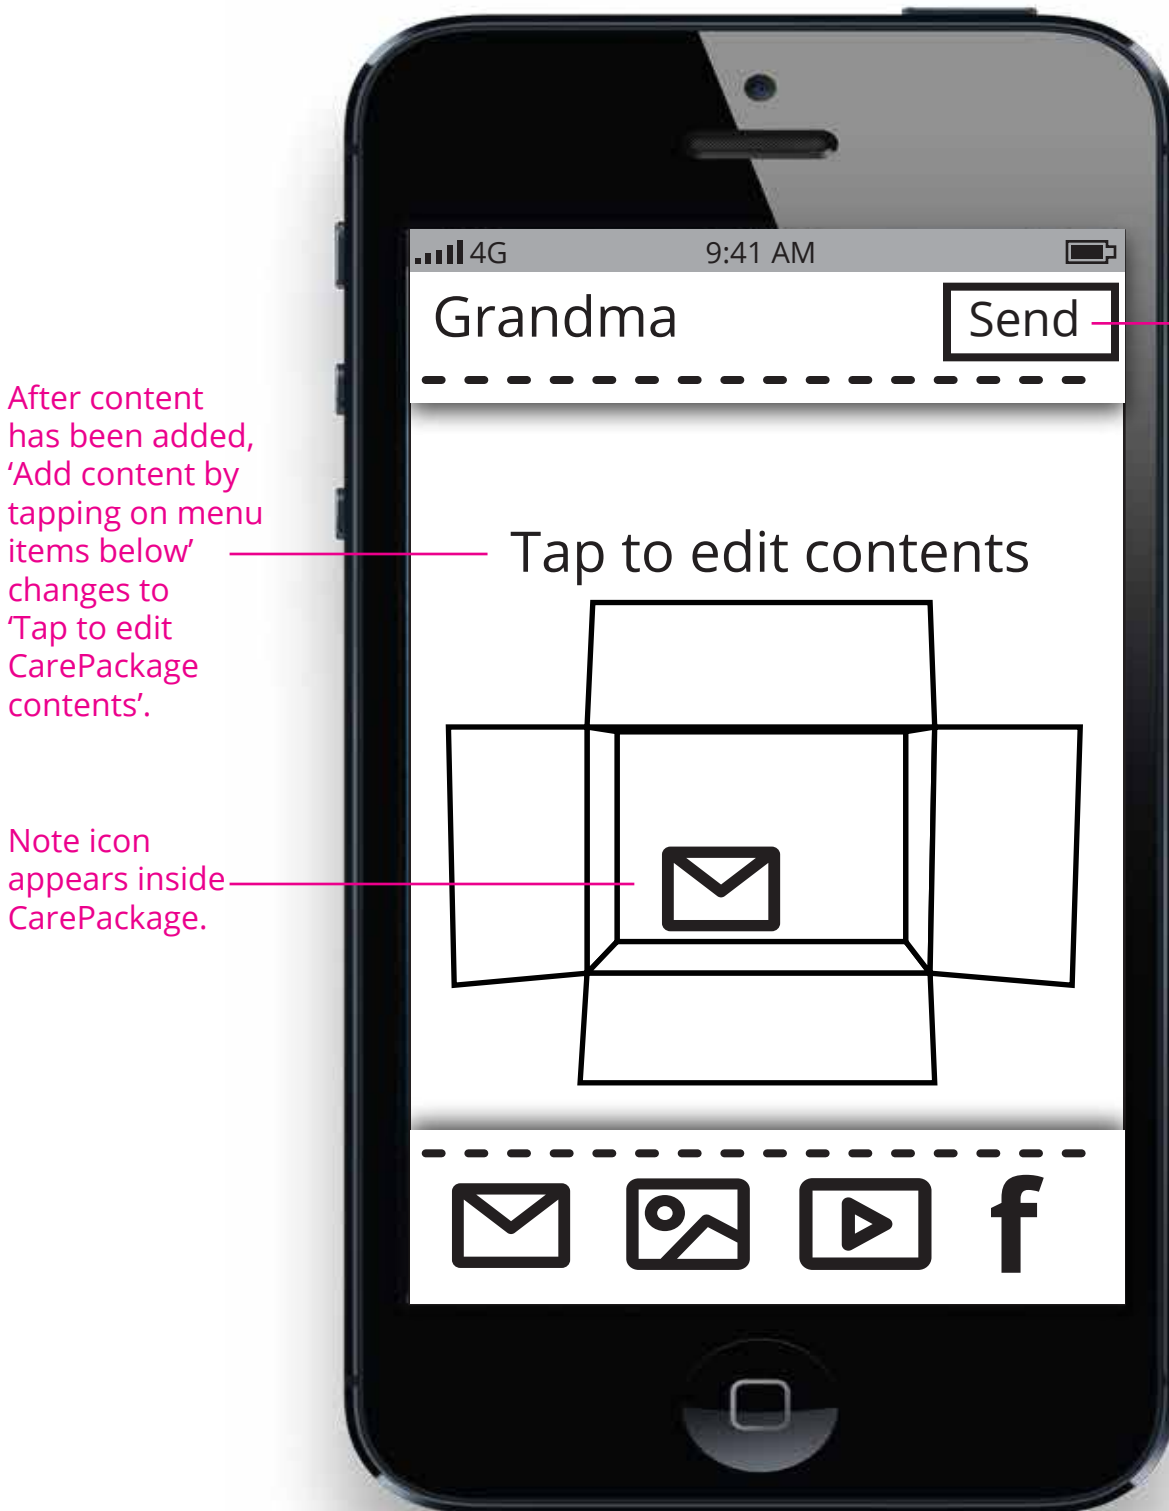 4G 9:41 AM
Grandma Send
After content
has been added,
‘Add content by
tapping on menu
items below’
changes to
‘Tap to edit
CarePackage
contents’.
Tap to edit contents
Note icon
appears inside
CarePackage.
f